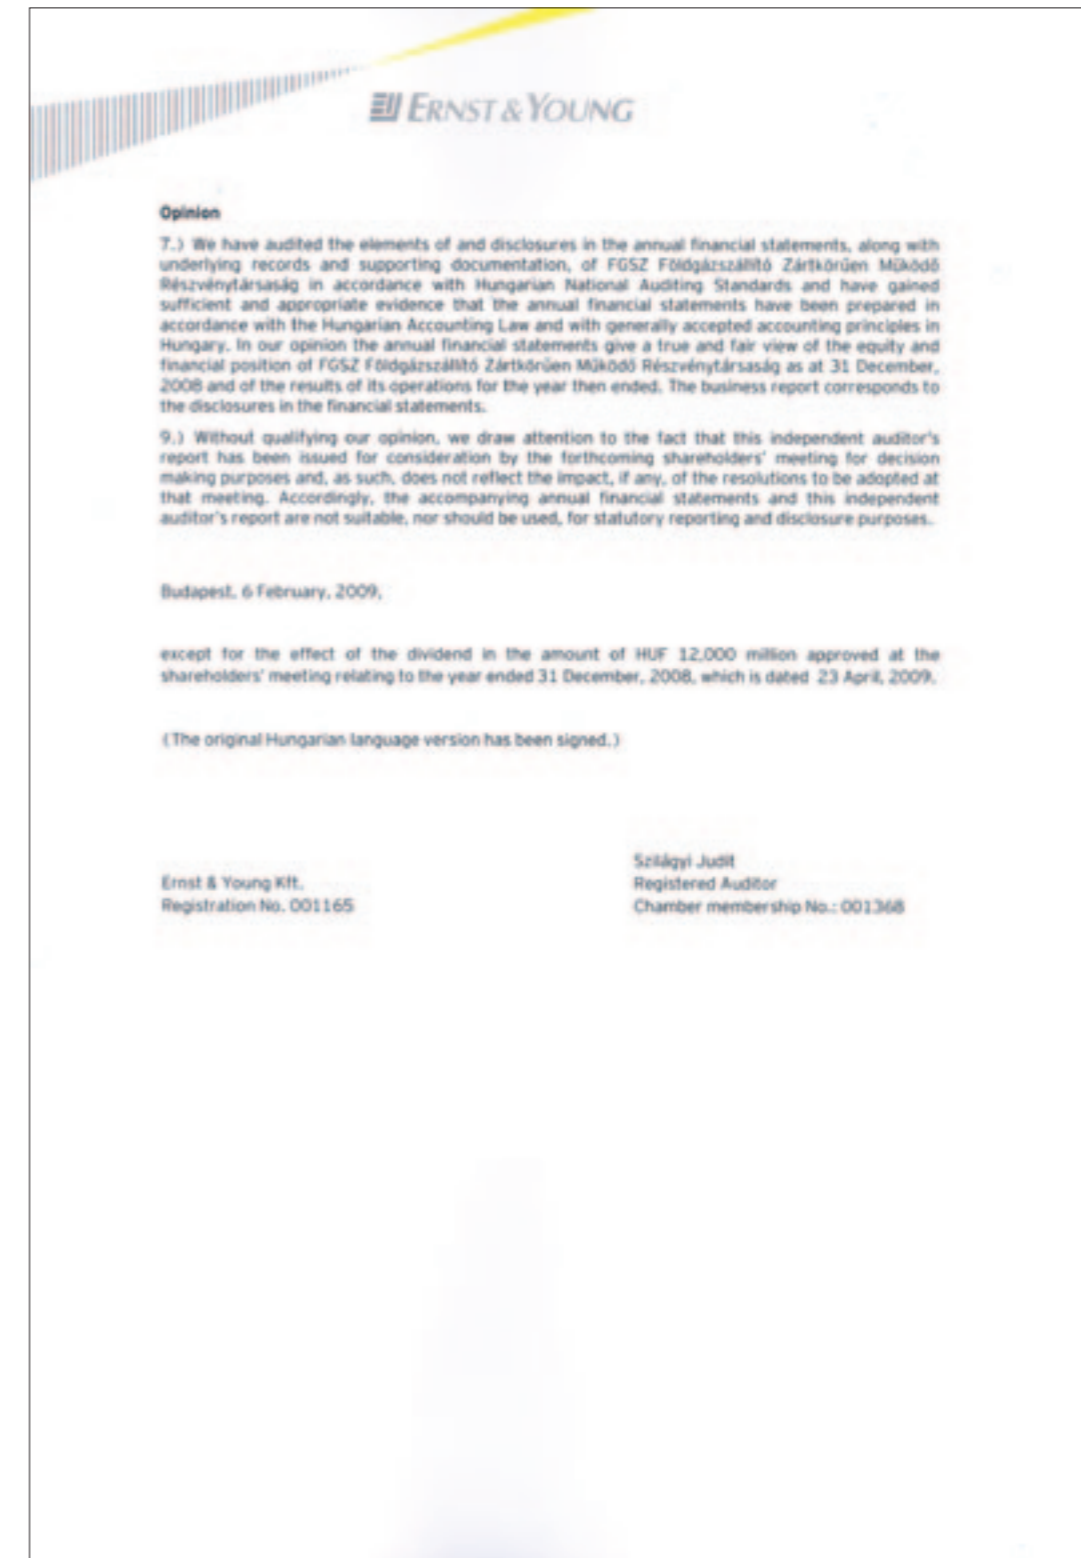 ERNST & YOUNG
Opinion
7.) We have audited the elements of and disclosures in the annual financial statements, along with
underlying records and supporting documentation, of FGSZ Földgázszállító Zártkörűen Működő
Részvénytársaság in accordance with Hungarian National Auditing Standards and have gained
sufficient and appropriate evidence that the annual financial statements have been prepared in
accordance with the Hungarian Accounting Law and with generally accepted accounting principles in
Hungary. In our opinion the annual financial statements give a true and fair view of the equity and
financial position of FGSZ Földgázszállító Zártkörűen Működő Részvénytársaság as at 31 December,
2008 and of the results of its operations for the year then ended. The business report corresponds to
the disclosures in the financial statements.
9.) Without qualifying our opinion, we draw attention to the fact that this independent auditor's
report has been issued for consideration by the forthcoming shareholders' meeting for decision
making purposes and, as such, does not reflect the impact, if any, of the resolutions to be adopted at
that meeting. Accordingly, the accompanying annual financial statements and this independent
auditor's report are not suitable, nor should be used, for statutory reporting and disclosure purposes.
Budapest, 6 February, 2009,
except for the effect of the dividend in the amount of HUF 12,000 million approved at the
shareholders' meeting relating to the year ended 31 December, 2008, which is dated 23 April, 2009.
(The original Hungarian language version has been signed.)
Szilágyi Judit
Ernst & Young Kft.
Registered Auditor
Registration No. 001165
Chamber membership No.: 001368